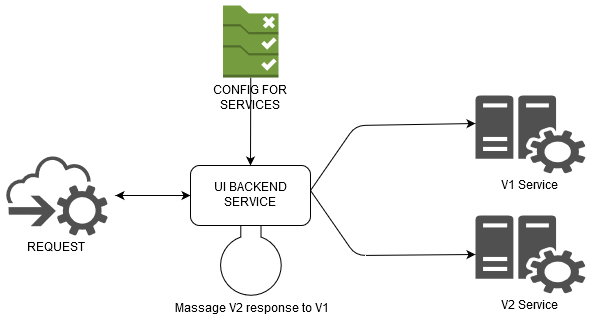 CONFIG FOR
SERVICES
V1 Service
UI BACKEND
SERVICE
REQUEST
V2 Service
Massage V2 response to V1